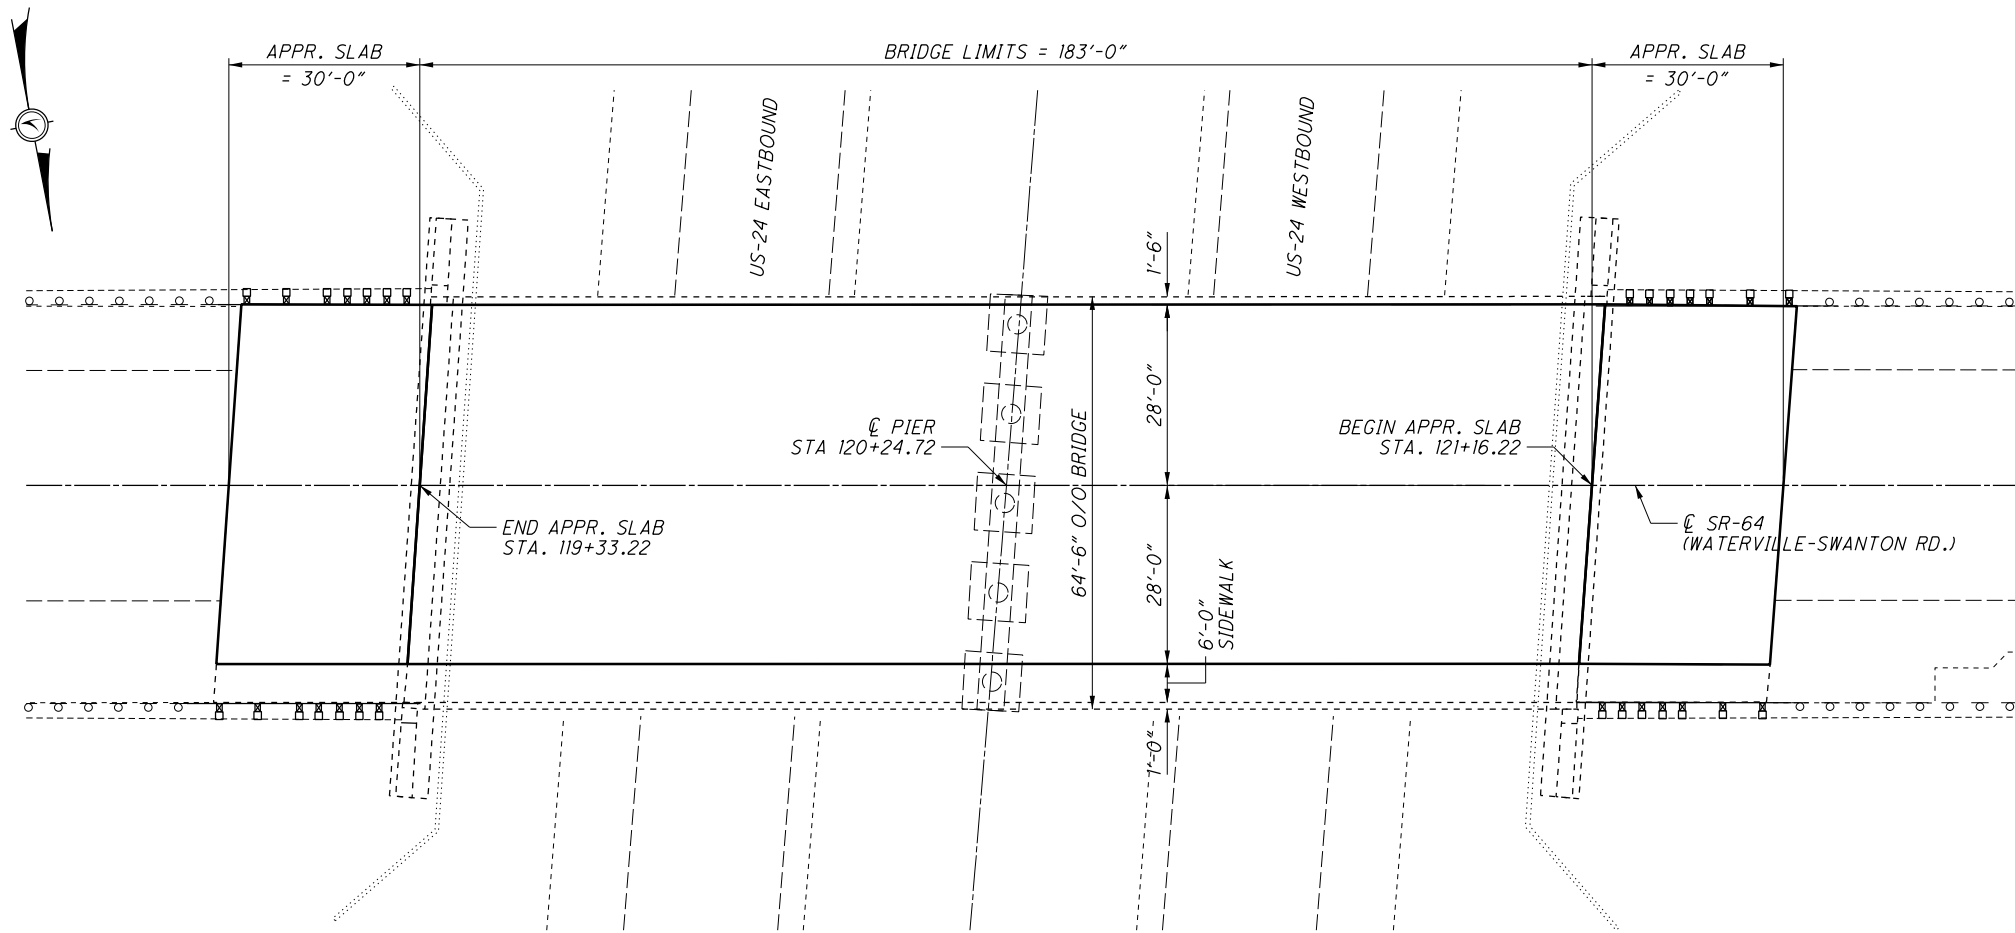 APPR. SLAB
= 30'-0"
BRIDGE LIMITS = 183'-0"
APPR. SLAB
= 30'-0"
US-24 EASTBOUND
US-24 WESTBOUND
1'-6"
28'-0"
℄ PIER
STA 120+24.72
64'-6" O/O BRIDGE
BEGIN APPR. SLAB
STA. 121+16.22
END APPR. SLAB
STA. 119+33.22
℄ SR-64
(WATERVILLE-SWANTON RD.)
28'-0"
6'-0"
SIDEWALK
1'-0"